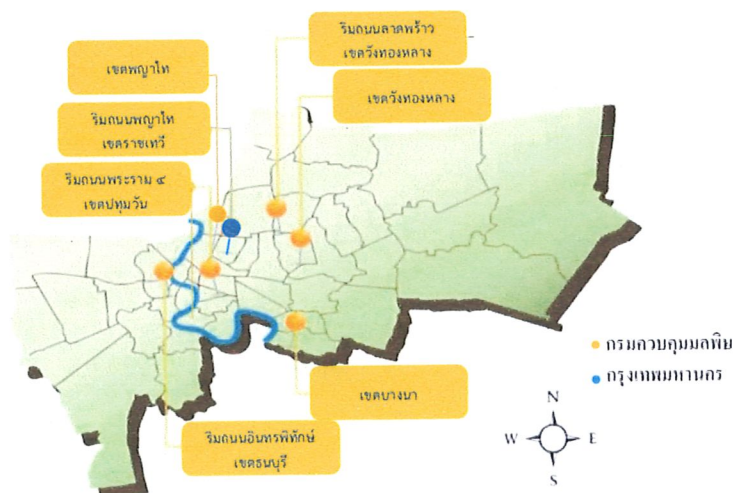 ริมถนนลาดพร้าว
เขตวังทองหลาง
เขตพญาไท
เขตวังทองหลาง
ริมถนนพญาไท
เขตราชเทวี
ริมถนนพระราม ๔
เขตปทุมวัน
กรมควบคุมมลพิษ
กรุงเทพมหานคร
เขตบางนา
ริมถนนอินทรพิทักษ์
เขตธนบุรี
N
W
E
S